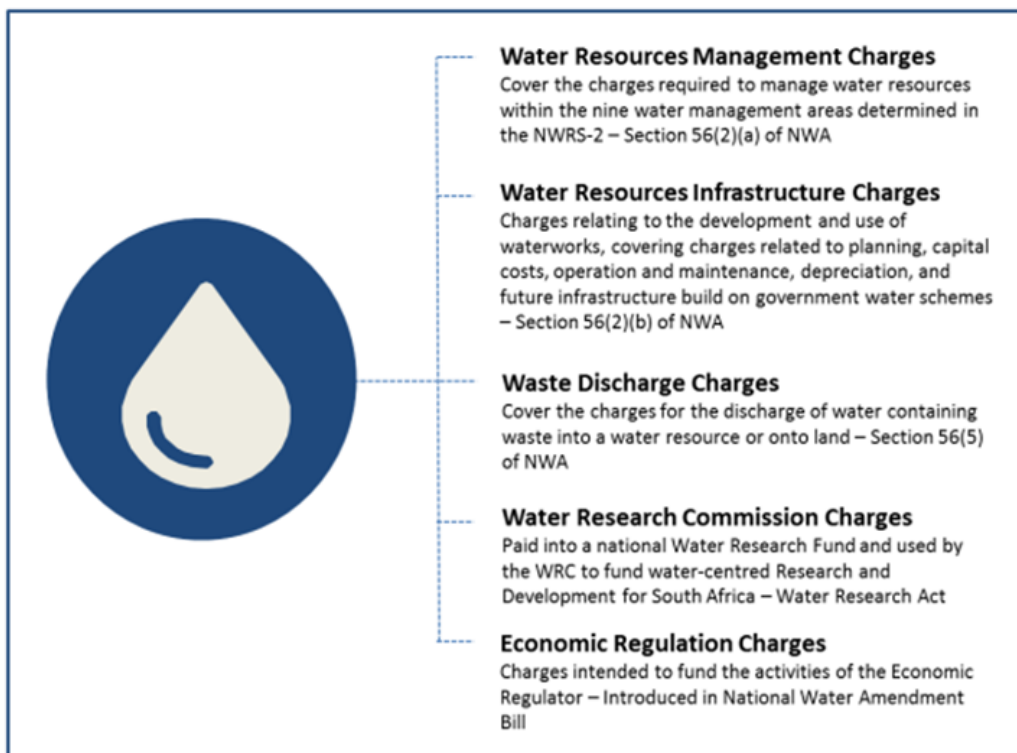 Water Resources Management Charges
Cover the charges required to manage water resources
within the nine water management areas determined in
the NWRS-2 – Section 56(2)(a) of NWA
Water Resources Infrastructure Charges
Charges relating to the development and use of
waterworks, covering charges related to planning, capital
costs, operation and maintenance, depreciation, and
future infrastructure build on government water schemes
– Section 56(2)(b) of NWA
Waste Discharge Charges
Cover the charges for the discharge of water containing
waste into a water resource or onto land – Section 56(5)
of NWA
Water Research Commission Charges
Paid into a national Water Research Fund and used by
the WRC to fund water-centred Research and
Development for South Africa – Water Research Act
Economic Regulation Charges
Charges intended to fund the activities of the Economic
Regulator – Introduced in National Water Amendment
Bill